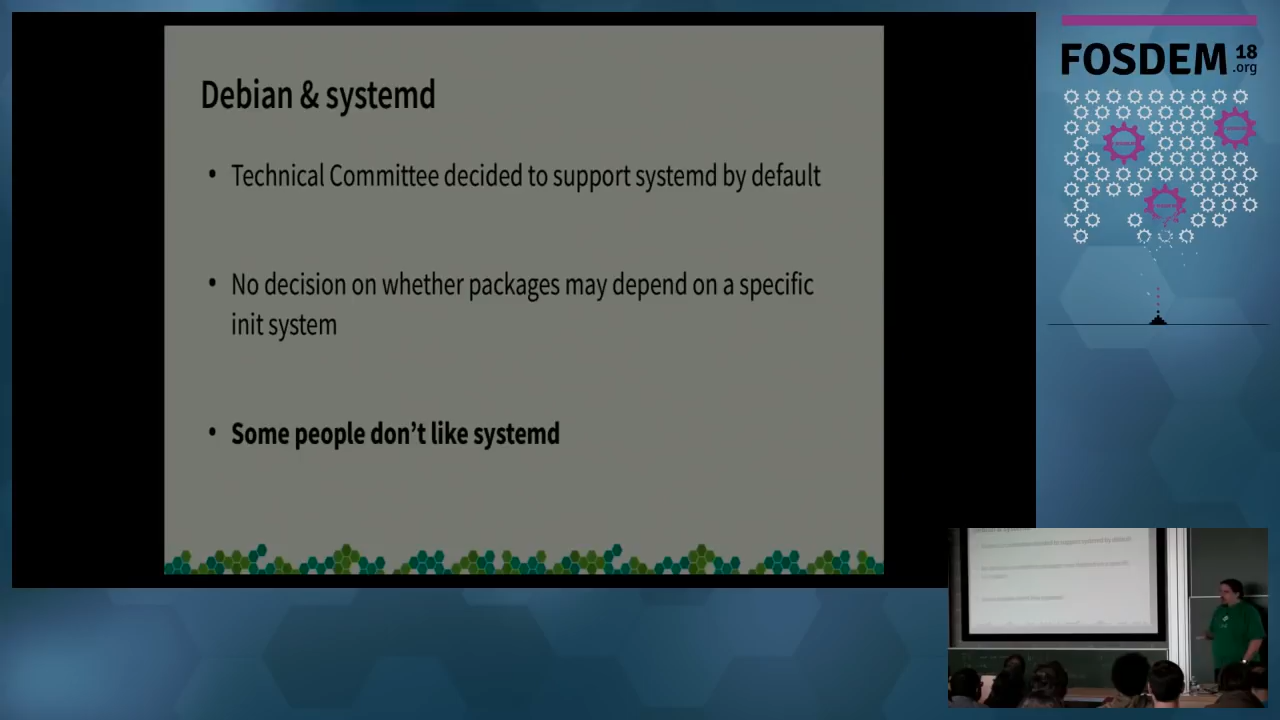 Debian & systemd
• Technical Committee decided to support systemd by default
• No decision on whether packages may depend on a specific
init system
• Some people don’t like systemd
FOSDEM 18
.org